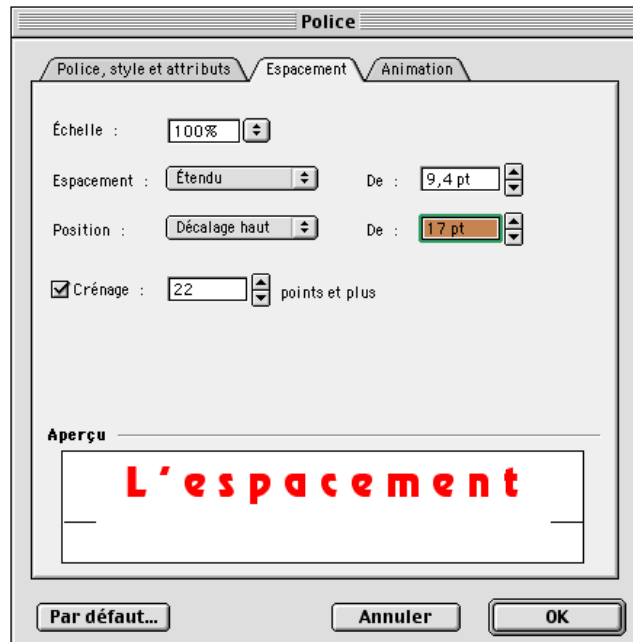 Police
Police, style et attributs Espacement Animation
Échelle : 100%
Espacement : Étendu De : 9,4 pt
Position : Décalage haut De : 17 pt
Crénage : 22 points et plus
Aperçu
L'espacement
Par défaut... Annuler OK